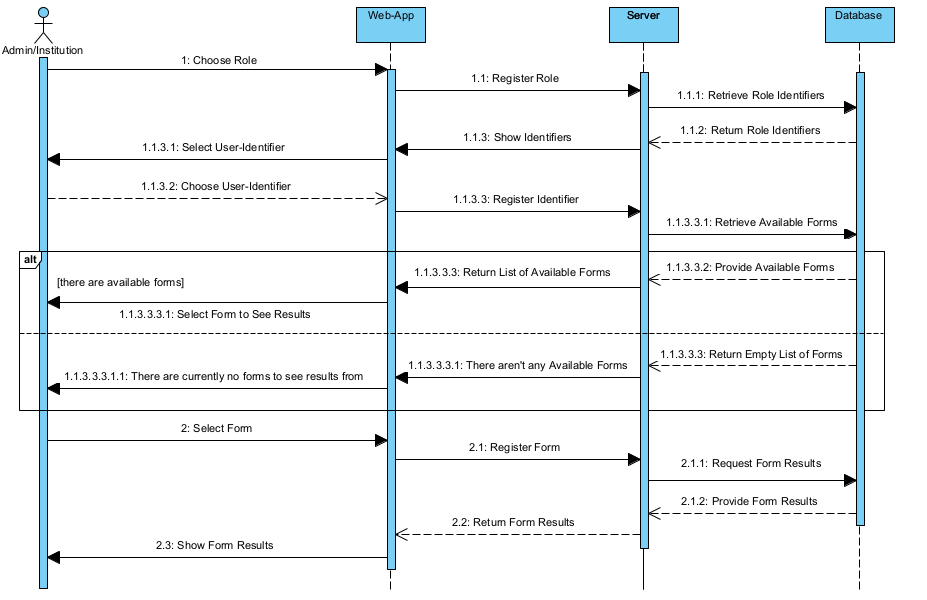 Web-App
Server
Database
Admin/Institution
1: Choose Role
1.1: Register Role
1.1.1: Retrieve Role Identifiers
1.1.2: Return Role Identifiers
1.1.3: Show Identifiers
1.1.3.1: Select User-Identifier
1.1.3.2: Choose User-Identifier
1.1.3.3: Register Identifier
1.1.3.3.1: Retrieve Available Forms
alt
1.1.3.3.2: Provide Available Forms
1.1.3.3.3: Return List of Available Forms
[there are available forms]
1.1.3.3.3.1: Select Form to See Results
1.1.3.3.3: Return Empty List of Forms
1.1.3.3.3.1: There aren't any Available Forms
1.1.3.3.3.1.1: There are currently no forms to see results from
2: Select Form
2.1: Register Form
2.1.1: Request Form Results
2.1.2: Provide Form Results
2.2: Return Form Results
2.3: Show Form Results